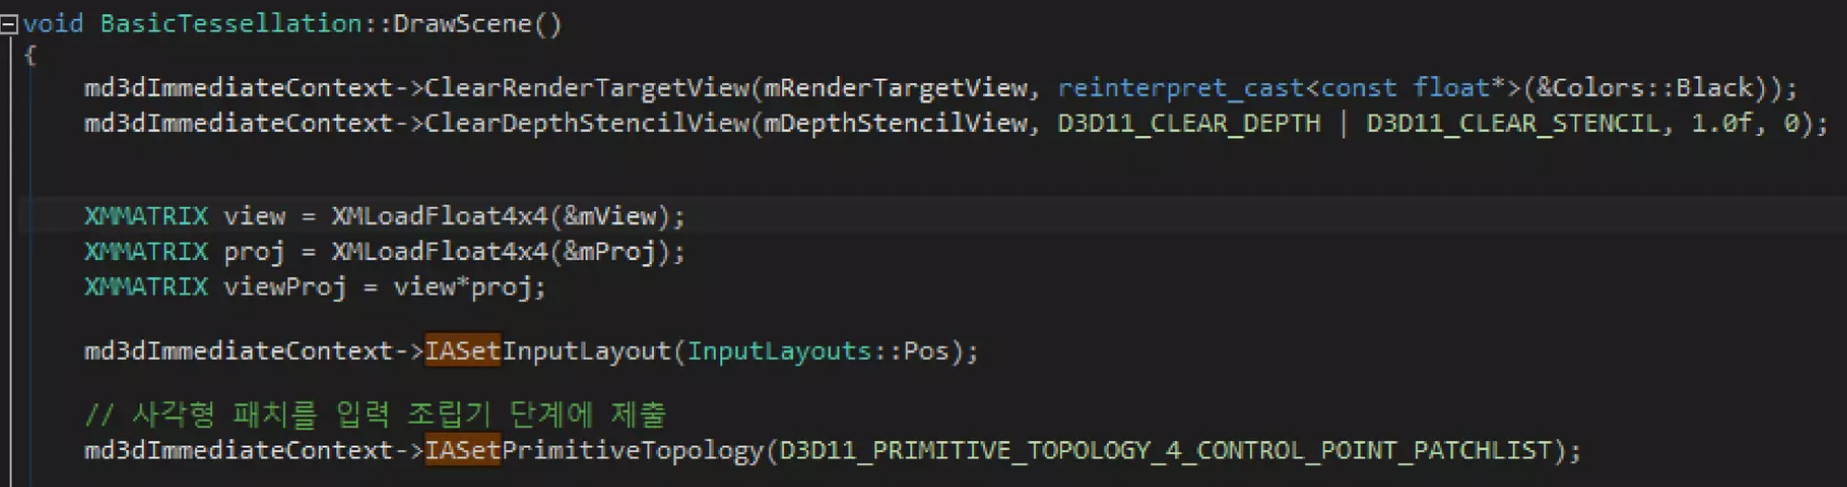 void BasicTessellation::DrawScene()
{
md3dImmediateContext->ClearRenderTargetView(mRenderTargetView, reinterpret_cast<const float*>(&Colors::Black));
md3dImmediateContext->ClearDepthStencilView(mDepthStencilView, D3D11_CLEAR_DEPTH | D3D11_CLEAR_STENCIL, 1.0f, 0);
XMMATRIX view = XMLoadFloat4x4(&mView);
XMMATRIX proj = XMLoadFloat4x4(&mProj);
XMMATRIX viewProj = view*proj;
md3dImmediateContext->IASetInputLayout(InputLayouts::Pos);
// 사각형 패치를 입력 조립기 단계에 제출
md3dImmediateContext->IASetPrimitiveTopology(D3D11_PRIMITIVE_TOPOLOGY_4_CONTROL_POINT_PATCHLIST);